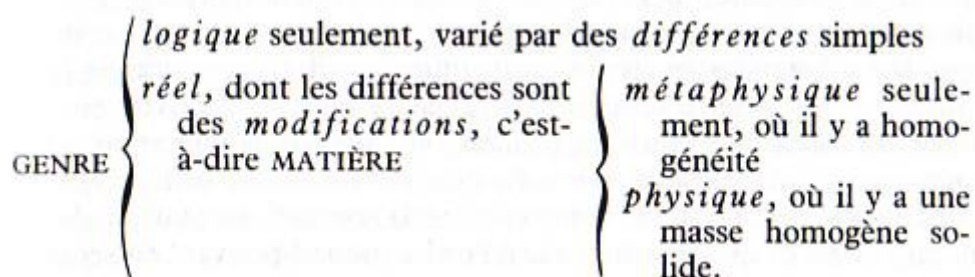 GENRE
logique seulement, varié par des différences simples
réel, dont les différences sont
des modifications, c'est-
à-dire MATIÈRE
métaphysique seule-
ment, où il y a homo-
généité
physique, où il y a une
masse homogène so-
lide.